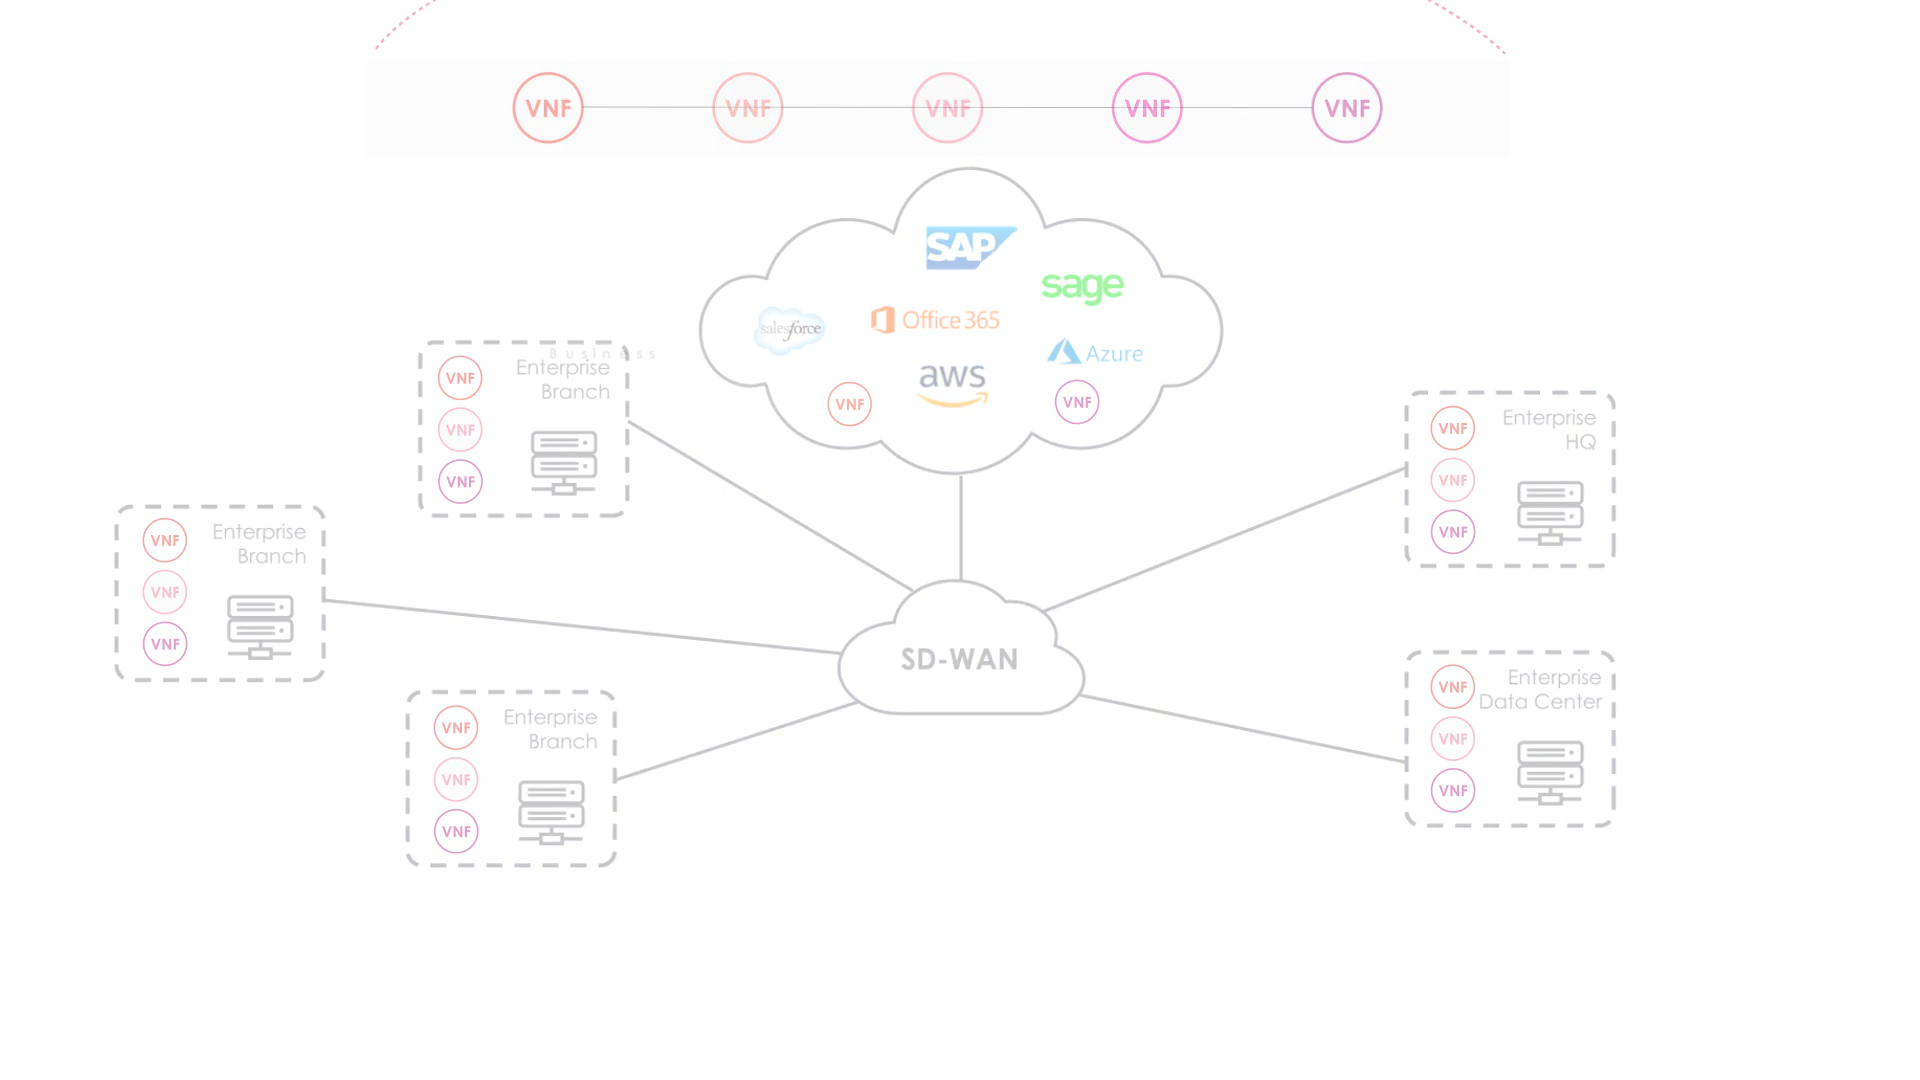 VNF VNF VNF VNF VNF
SAP
sage
salesforce
Office 365
Azure
aws
VNF
VNF
Business
Enterprise
Branch
VNF
VNF
VNF
Enterprise
HQ
VNF
VNF
VNF
Enterprise
Branch
VNF
VNF
VNF
SD-WAN
Enterprise
Data Center
VNF
VNF
VNF
Enterprise
Branch
VNF
VNF
VNF